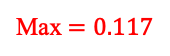 Max = 0.117